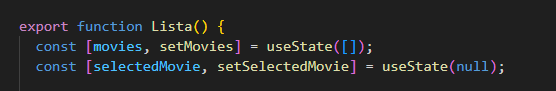 export function Lista() {
  const [movies, setMovies] = useState([]);
  const [selectedMovie, setSelectedMovie] = useState(null);